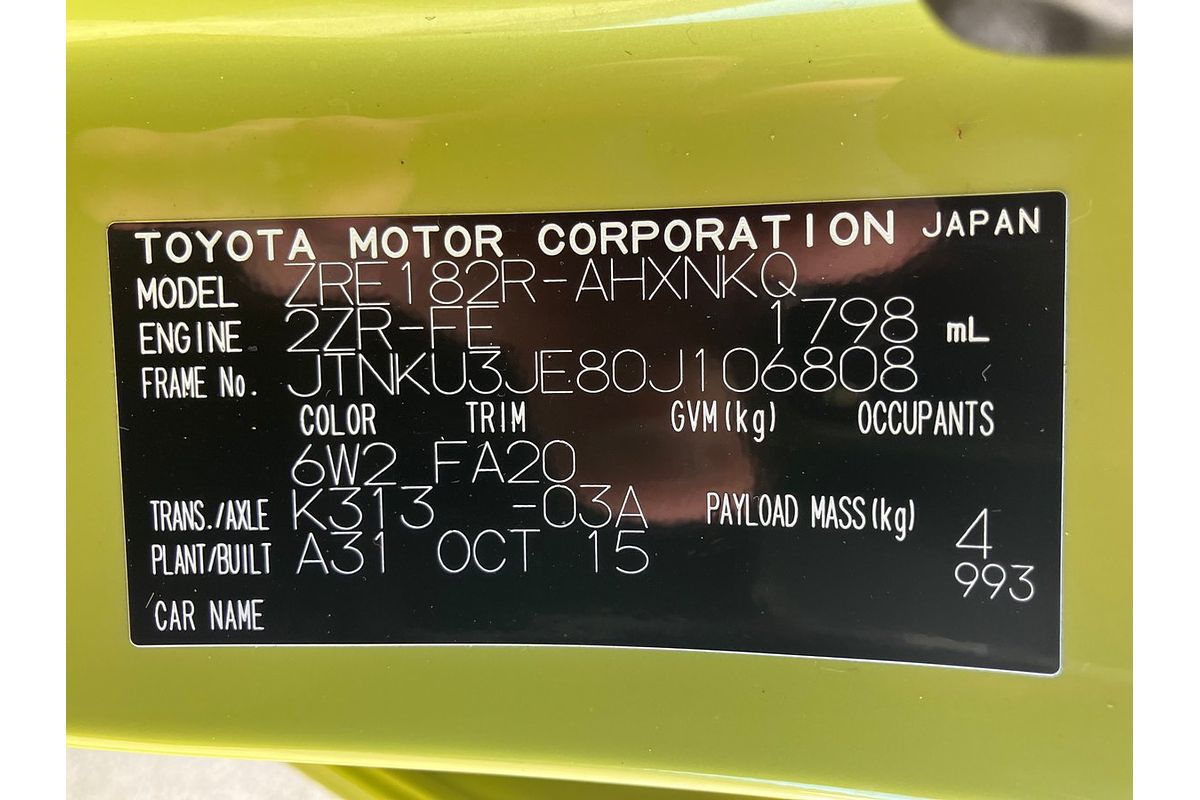 TOYOTA MOTOR CORPORATION JAPAN
MODEL ZRE182R-AHXNKQ
ENGINE 2ZR-FE 1798 mL
FRAME No. JTNKU3JE80J106808
COLOR TRIM GVM(kg) OCCUPANTS
6W2 FA20
TRANS./AXLE K313 -03A PAYLOAD MASS(kg) 4
PLANT/BUILT A31 OCT 15 993
CAR NAME